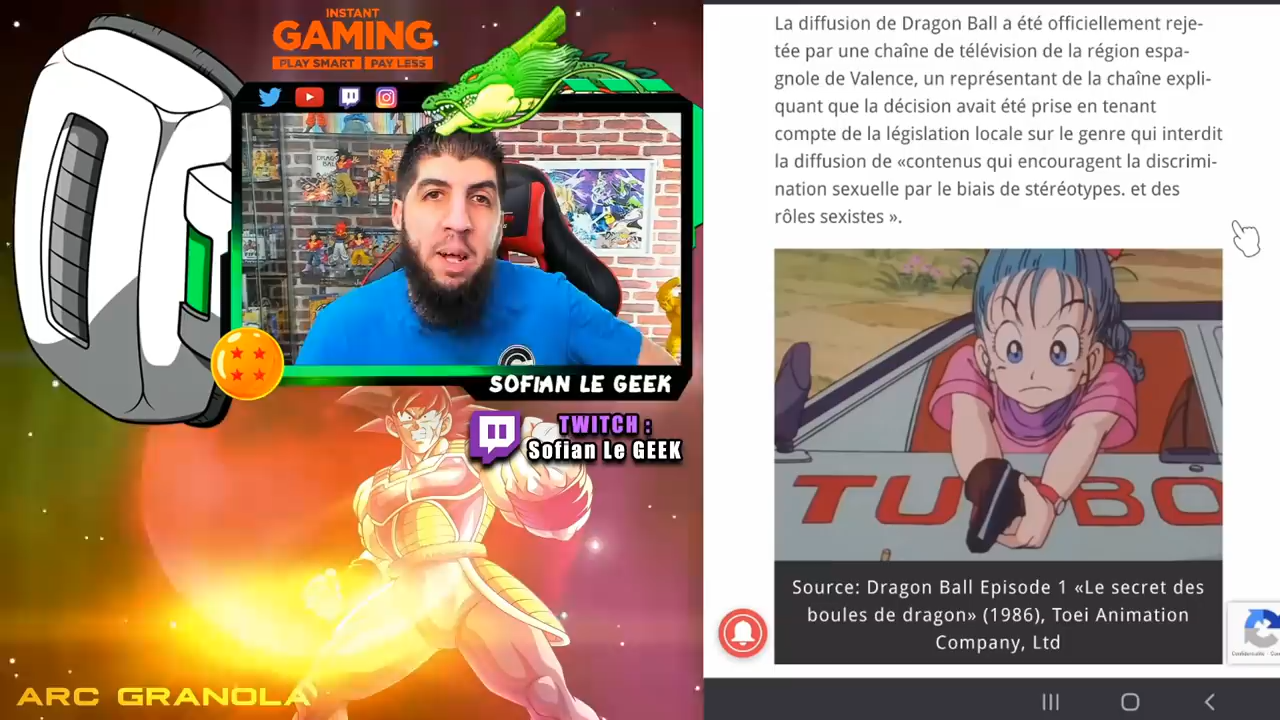 INSTANT
GAMING
PLAY SMART PAY LESS
SOFIAN LE GEEK
TWITCH :
Sofian Le GEEK
ARC GRANOLA
La diffusion de Dragon Ball a été officiellement reje-
tée par une chaîne de télévision de la région espa-
gnole de Valence, un représentant de la chaîne expli-
quant que la décision avait été prise en tenant
compte de la législation locale sur le genre qui interdit
la diffusion de «contenus qui encouragent la discrimi-
nation sexuelle par le biais de stéréotypes. et des
rôles sexistes ».
TURBO
Source: Dragon Ball Episode 1 «Le secret des
boules de dragon» (1986), Toei Animation
Company, Ltd